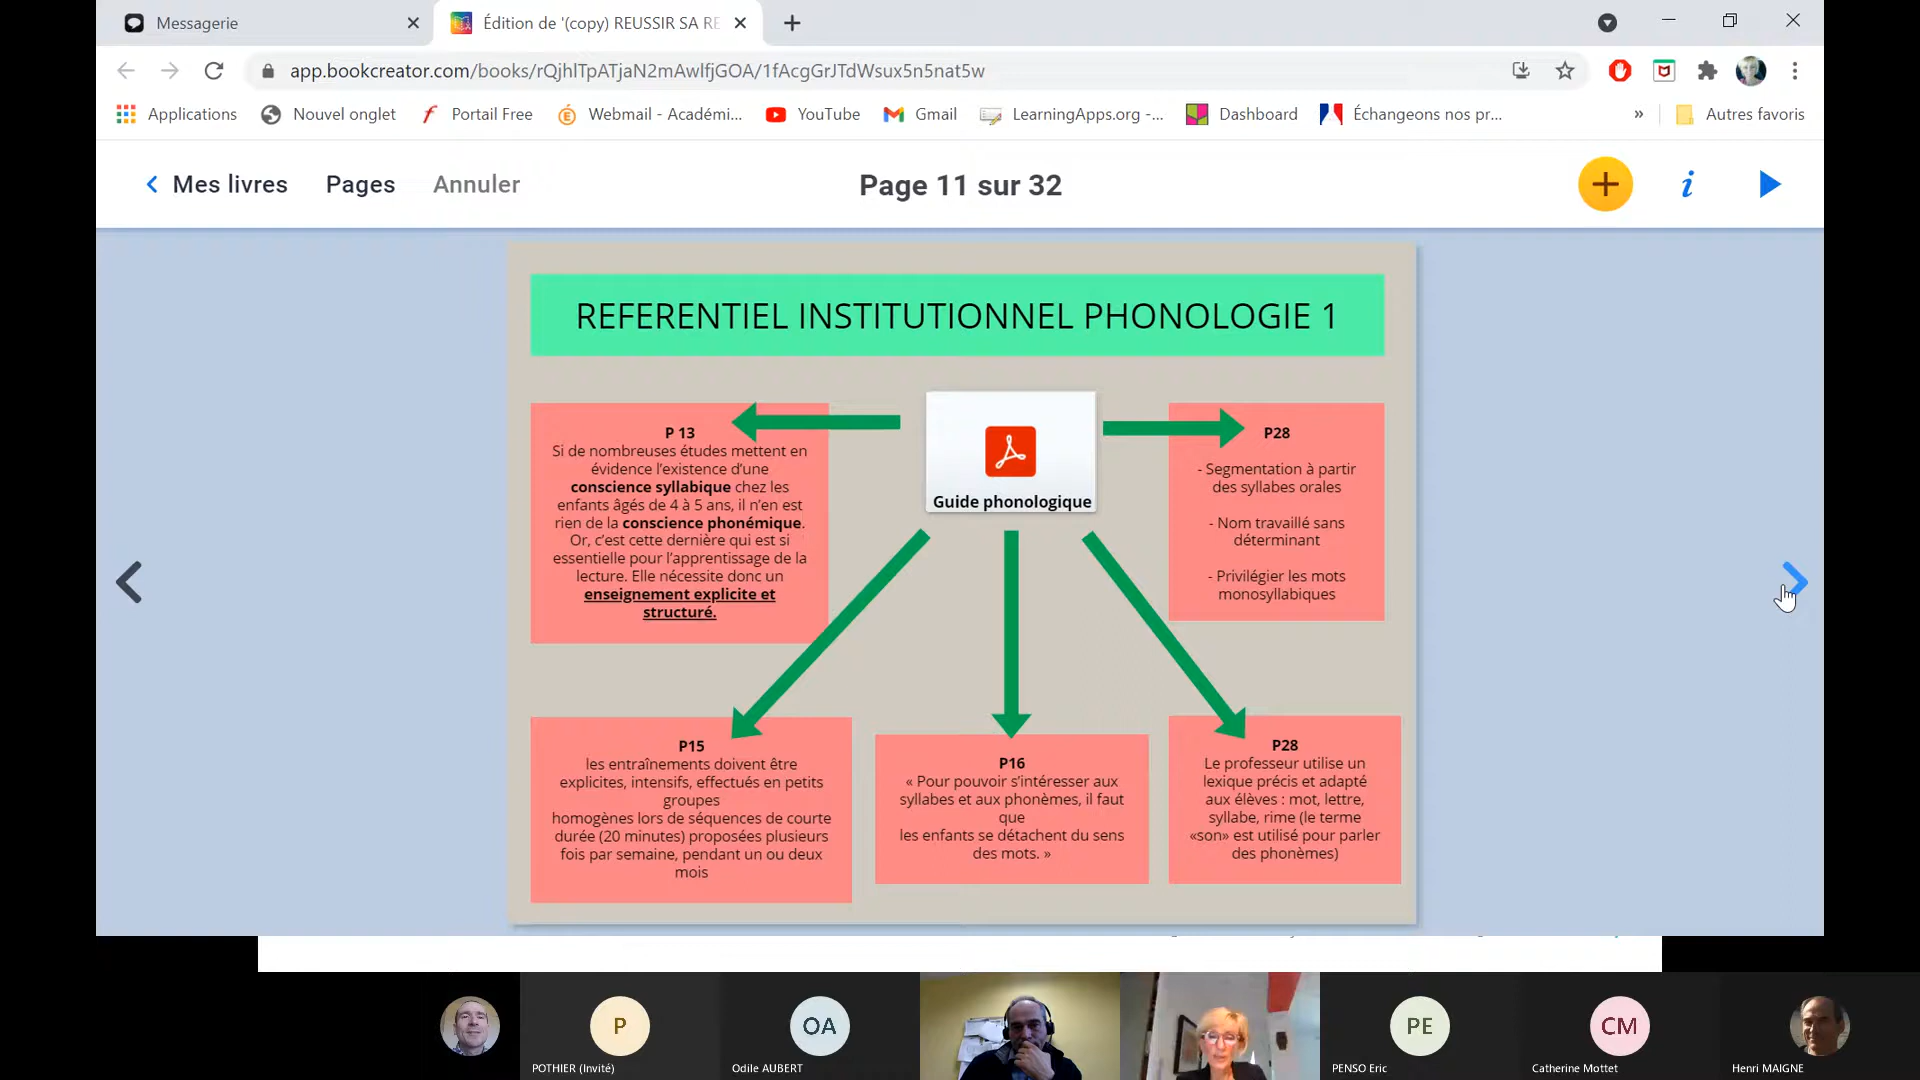 Messagerie
Édition de '(copy) REUSSIR SA RE
app.bookcreator.com/books/rQjhlTpATjaN2mAwlfjGOA/1fAcgGrJTdWsux5n5nat5w
Applications
Nouvel onglet
Portail Free
Webmail - Académi...
YouTube
Gmail
LearningApps.org -...
Dashboard
Échangeons nos pr...
»
Autres favoris
Mes livres
Pages
Annuler
Page 11 sur 32
REFERENTIEL INSTITUTIONNEL PHONOLOGIE 1
P 13
Si de nombreuses études mettent en
évidence l'existence d'une
conscience syllabique chez les
enfants âgés de 4 à 5 ans, il n'en est
rien de la conscience phonémique.
Or, c'est cette dernière qui est si
essentielle pour l'apprentissage de la
lecture. Elle nécessite donc un
enseignement explicite et
structuré.
Guide phonologique
P28
- Segmentation à partir
des syllabes orales
- Nom travaillé sans
déterminant
- Privilégier les mots
monosyllabiques
P15
les entraînements doivent être
explicites, intensifs, effectués en petits
groupes
homogènes lors de séquences de courte
durée (20 minutes) proposées plusieurs
fois par semaine, pendant un ou deux
mois
P16
« Pour pouvoir s'intéresser aux
syllabes et aux phonèmes, il faut
que
les enfants se détachent du sens
des mots. »
P28
Le professeur utilise un
lexique précis et adapté
aux élèves : mot, lettre,
syllabe, rime (le terme
«son» est utilisé pour parler
des phonèmes)
P
POTHIER (Invité)
OA
Odile AUBERT
PE
PENSO Eric
CM
Catherine Mottet
Henri MAIGNE